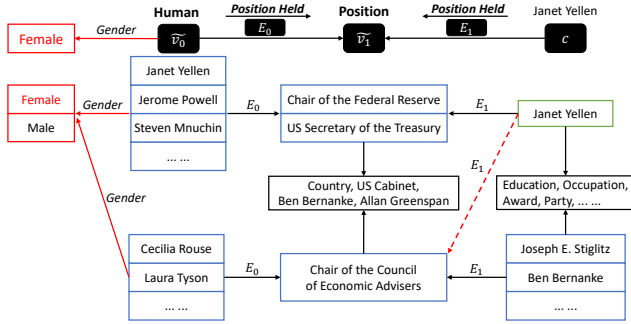 Human
Position Held
Position
Position Held
Janet Yellen
Female
Gender
ṽ0
E0
ṽ1
E1
c
Janet Yellen
Jerome Powell
Steven Mnuchin
... ...
Female
Male
Gender
E0
Chair of the Federal Reserve
US Secretary of the Treasury
E1
Janet Yellen
E1
Gender
Country, US Cabinet,
Ben Bernanke, Allan Greenspan
Education, Occupation,
Award, Party, ... ...
Cecilia Rouse
Laura Tyson
... ...
E0
Chair of the Council
of Economic Advisers
E1
Joseph E. Stiglitz
Ben Bernanke
... ...